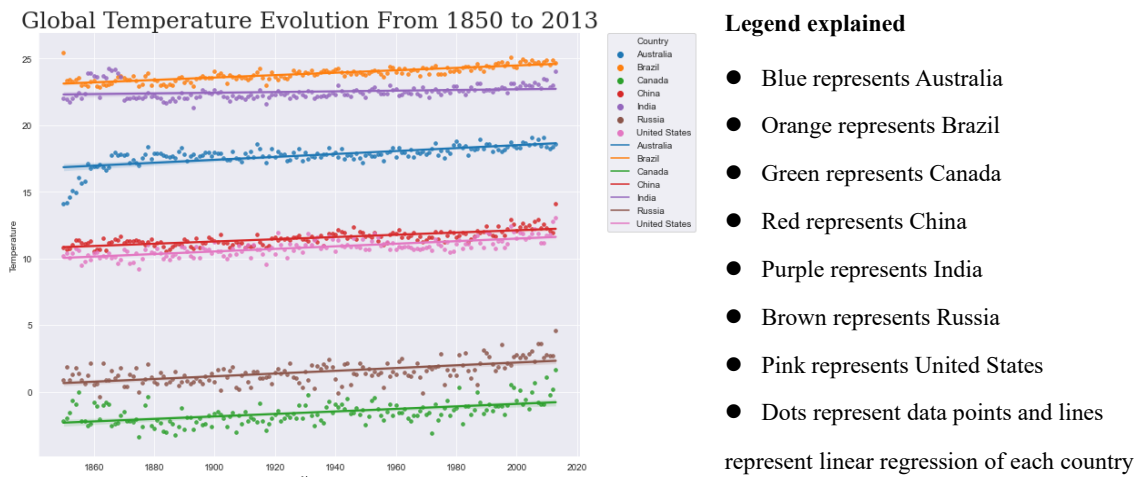 Global Temperature Evolution From 1850 to 2013
Temperature
25
20
15
10
5
0
1860
1880
1900
1920
1940
1960
1980
2000
2020
Country
Australia
Brazil
Canada
China
India
Russia
United States
Australia
Brazil
Canada
China
India
Russia
United States
Legend explained
● Blue represents Australia
● Orange represents Brazil
● Green represents Canada
● Red represents China
● Purple represents India
● Brown represents Russia
● Pink represents United States
● Dots represent data points and lines
represent linear regression of each country